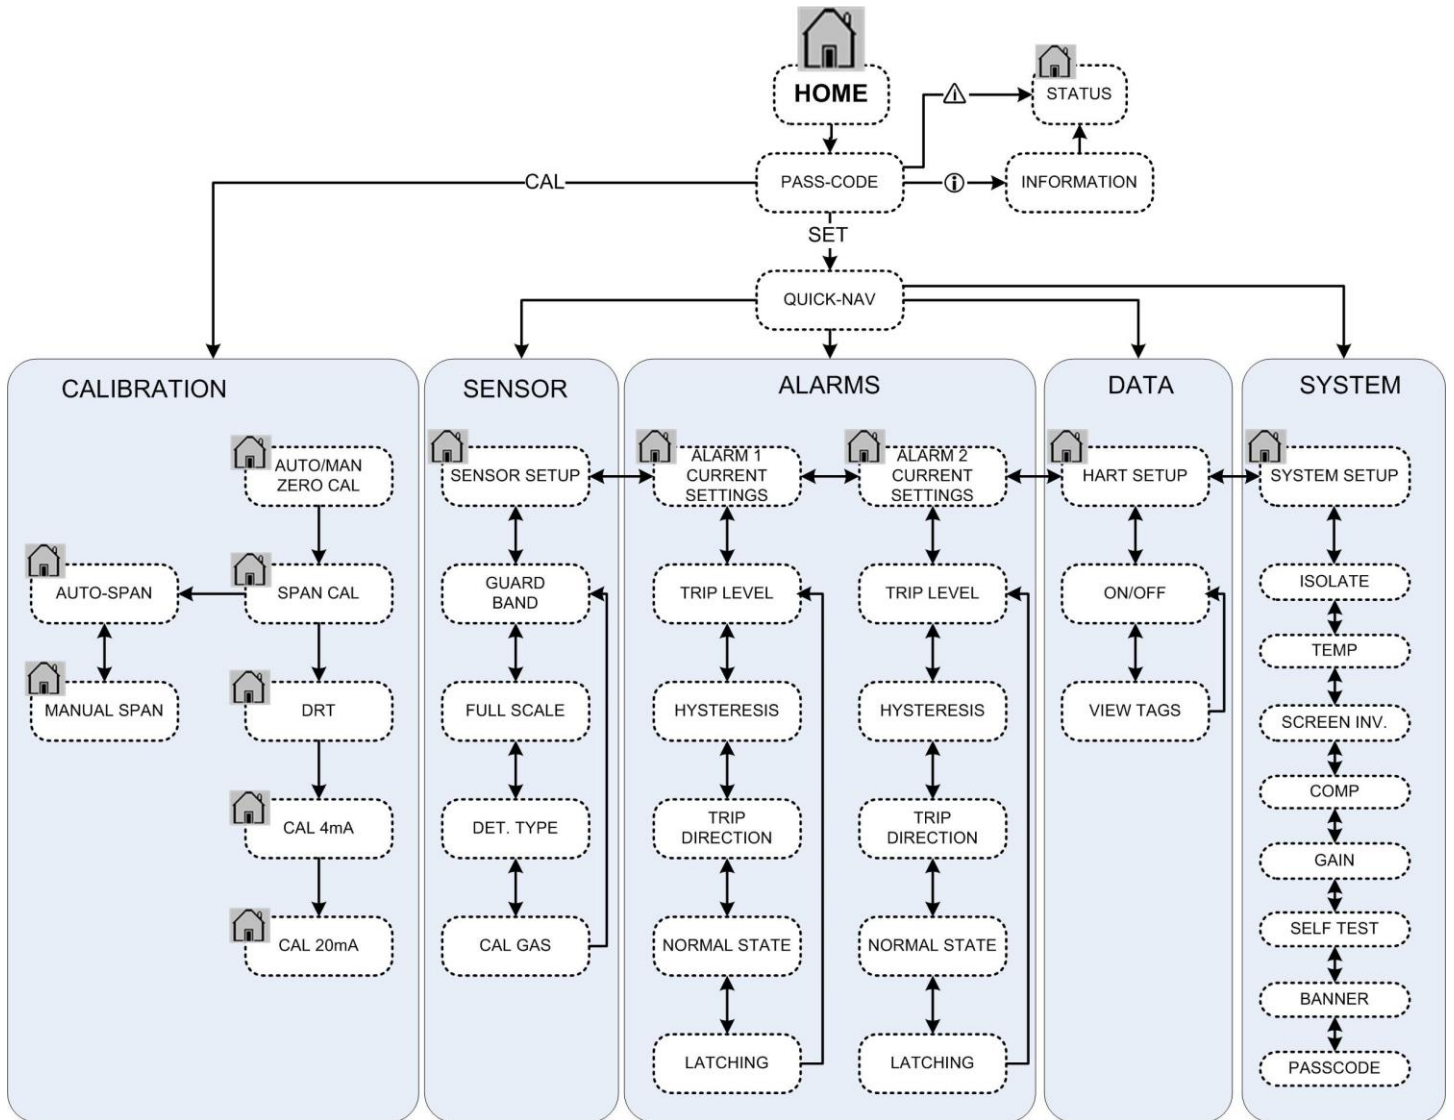 HOME
STATUS
CAL
PASS-CODE
INFORMATION
SET
QUICK-NAV
CALIBRATION
AUTO/MAN
ZERO CAL
AUTO-SPAN
SPAN CAL
MANUAL SPAN
DRT
CAL 4mA
CAL 20mA
SENSOR
SENSOR SETUP
GUARD
BAND
FULL SCALE
DET. TYPE
CAL GAS
ALARMS
ALARM 1
CURRENT
SETTINGS
TRIP LEVEL
HYSTERESIS
TRIP
DIRECTION
NORMAL STATE
LATCHING
ALARM 2
CURRENT
SETTINGS
TRIP LEVEL
HYSTERESIS
TRIP
DIRECTION
NORMAL STATE
LATCHING
DATA
HART SETUP
ON/OFF
VIEW TAGS
SYSTEM
SYSTEM SETUP
ISOLATE
TEMP
SCREEN INV.
COMP
GAIN
SELF TEST
BANNER
PASSCODE